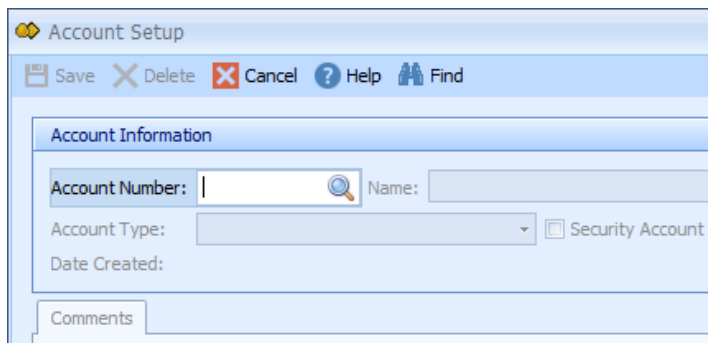 Account Setup
Save Delete Cancel Help Find
Account Information
Account Number: Name:
Account Type: Security Account
Date Created:
Comments